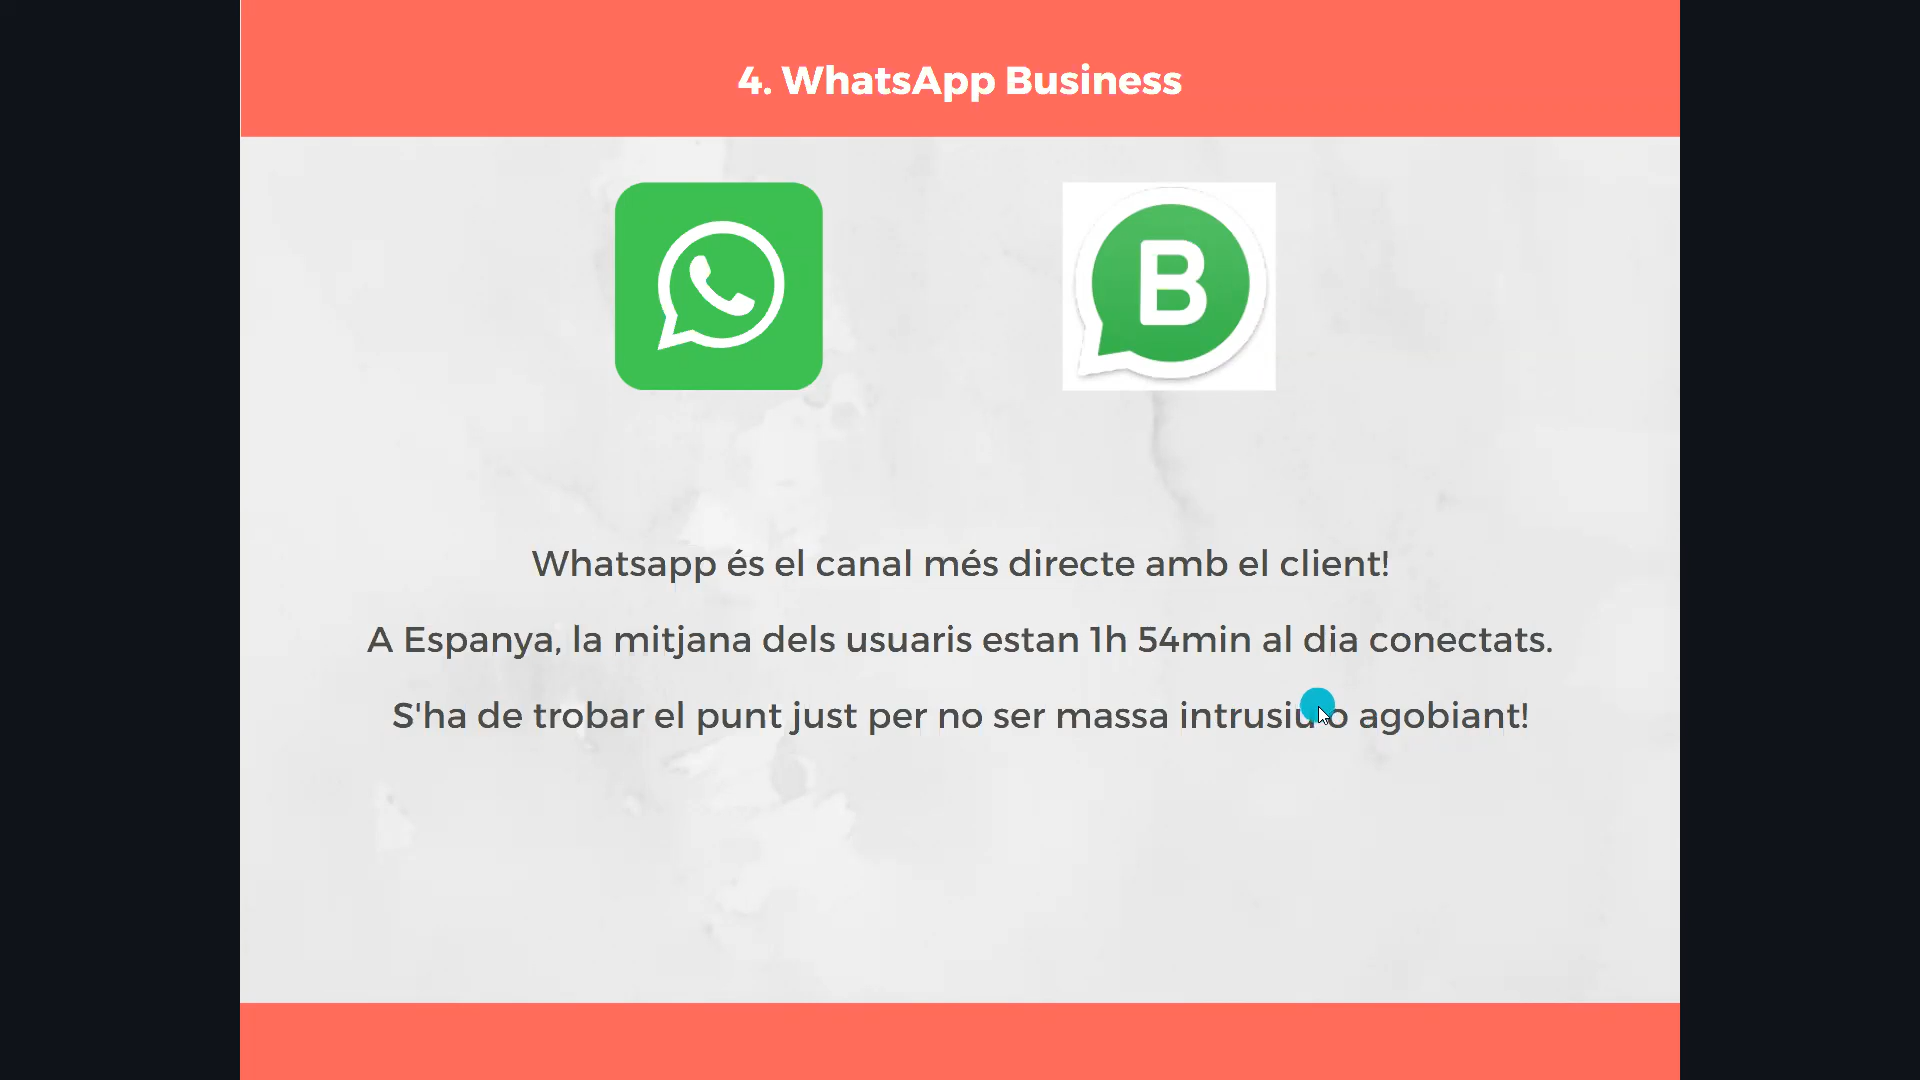 4. WhatsApp Business
B
Whatsapp és el canal més directe amb el client!
A Espanya, la mitjana dels usuaris estan 1h 54min al dia conectats.
S'ha de trobar el punt just per no ser massa intrusiu o agobiant!